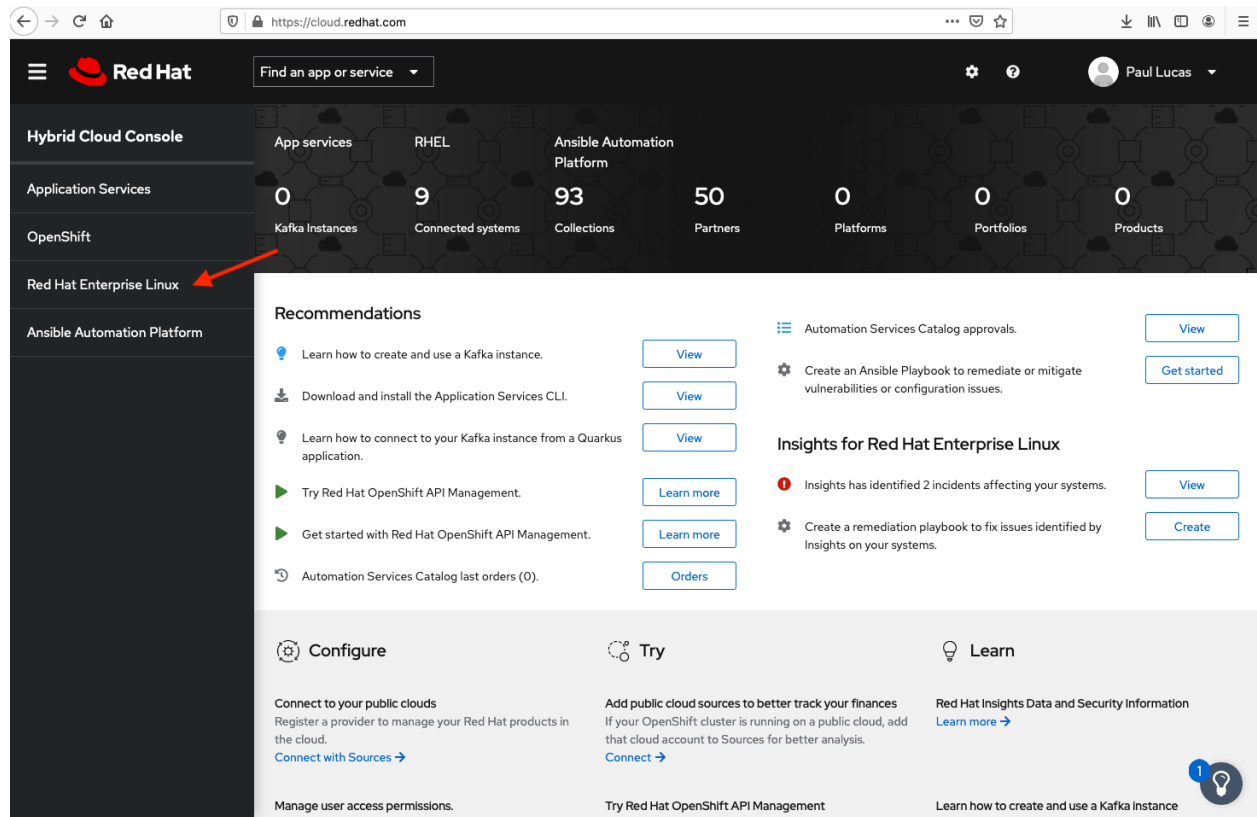 https://cloud.redhat.com
Red Hat
Find an app or service
Paul Lucas
Hybrid Cloud Console
Application Services
OpenShift
Red Hat Enterprise Linux
Ansible Automation Platform
App services
RHEL
Ansible Automation
Platform
0
9
93
50
0
0
0
Kafka Instances
Connected systems
Collections
Partners
Platforms
Portfolios
Products
Recommendations
Learn how to create and use a Kafka instance.
View
Download and install the Application Services CLI.
View
Learn how to connect to your Kafka instance from a Quarkus
application.
View
Try Red Hat OpenShift API Management.
Learn more
Get started with Red Hat OpenShift API Management.
Learn more
Automation Services Catalog last orders (0).
Orders
Automation Services Catalog approvals.
View
Create an Ansible Playbook to remediate or mitigate
vulnerabilities or configuration issues.
Get started
Insights for Red Hat Enterprise Linux
Insights has identified 2 incidents affecting your systems.
View
Create a remediation playbook to fix issues identified by
Insights on your systems.
Create
Configure
Connect to your public clouds
Register a provider to manage your Red Hat products in
the cloud.
Connect with Sources →
Manage user access permissions.
Try
Add public cloud sources to better track your finances
If your OpenShift cluster is running on a public cloud, add
that cloud account to Sources for better analysis.
Connect →
Try Red Hat OpenShift API Management
Learn
Red Hat Insights Data and Security Information
Learn more →
Learn how to create and use a Kafka instance
1